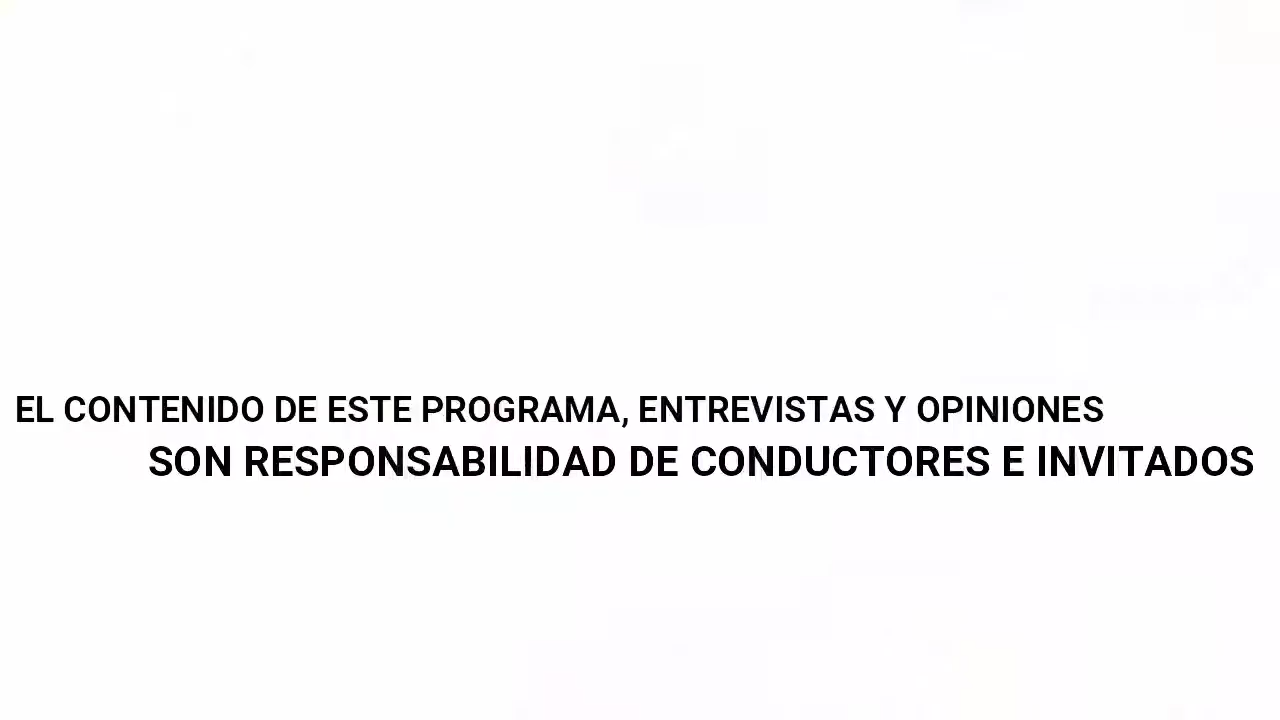 EL CONTENIDO DE ESTE PROGRAMA, ENTREVISTAS Y OPINIONES
SON RESPONSABILIDAD DE CONDUCTORES E INVITADOS